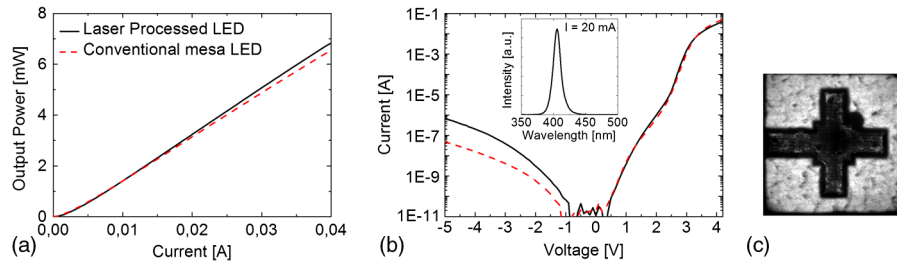 Laser Processed LED
Conventional mesa LED
Output Power [mW]
8
6
4
2
0
0,00 0,01 0,02 0,03 0,04
Current [A]
(a)
Current [A]
1E-1
1E-3
1E-5
1E-7
1E-9
1E-11
-5 -4 -3 -2 -1 0 1 2 3 4
Voltage [V]
Intensity [a.u.]
I = 20 mA
350 400 450 500
Wavelength [nm]
(b)
(c)